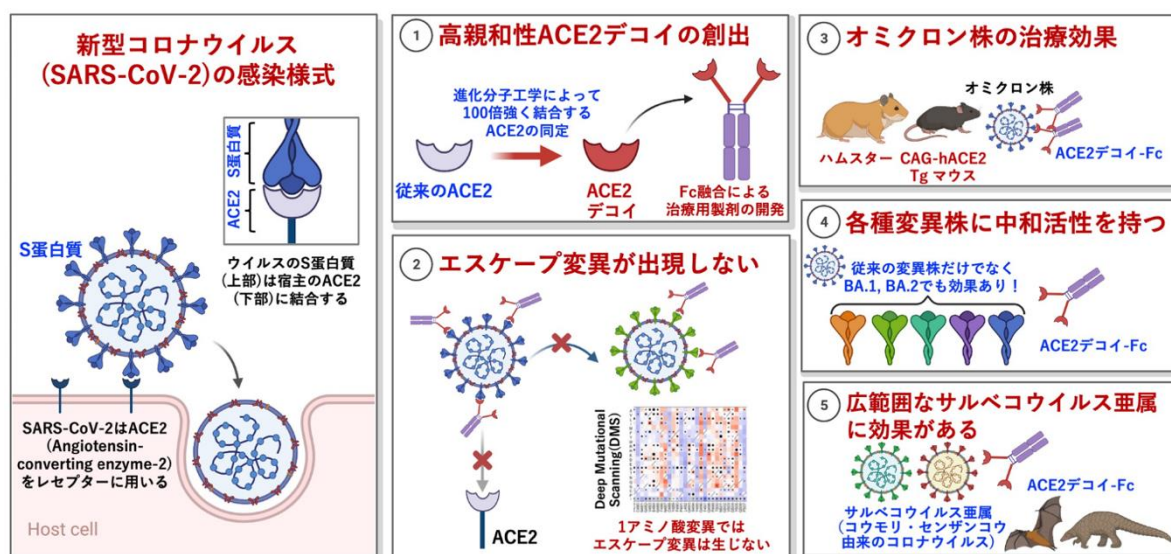 新型コロナウイルス
(SARS-CoV-2)の感染様式
S蛋白質
ACE2
S蛋白質
ウイルスのS蛋白質
(上部)は宿主のACE2
(下部)に結合する
SARS-CoV-2はACE2
(Angiotensin-
converting enzyme-2)
をレセプターに用いる
Host cell
1 高親和性ACE2デコイの創出
進化分子工学によって
100倍強く結合する
ACE2の同定
従来のACE2
ACE2
デコイ
Fc融合による
治療用製剤の開発
2 エスケープ変異が出現しない
Deep Mutational
Scanning(DMS)
ACE2
1アミノ酸変異では
エスケープ変異は生じない
3 オミクロン株の治療効果
オミクロン株
ハムスター
CAG-hACE2
Tg マウス
ACE2デコイ-Fc
4 各種変異株に中和活性を持つ
従来の変異株だけでなく
BA.1, BA.2でも効果あり！
ACE2デコイ-Fc
5 広範囲なサルベコウイルス亜属
に効果がある
ACE2デコイ-Fc
サルベコウイルス亜属
(コウモリ・センザンコウ
由来のコロナウイルス)